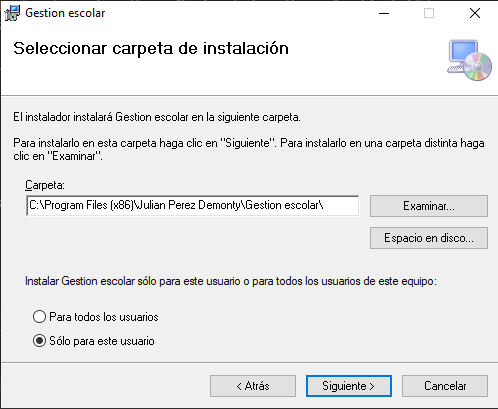 Gestion escolar
Seleccionar carpeta de instalación
El instalador instalará Gestion escolar en la siguiente carpeta.
Para instalarlo en esta carpeta haga clic en "Siguiente". Para instalarlo en una carpeta distinta haga
clic en "Examinar".
Carpeta:
C:\Program Files (x86)\Julian Perez Demonty\Gestion escolar\
Examinar...
Espacio en disco...
Instalar Gestion escolar sólo para este usuario o para todos los usuarios de este equipo:
Para todos los usuarios
Sólo para este usuario
< Atrás
Siguiente >
Cancelar